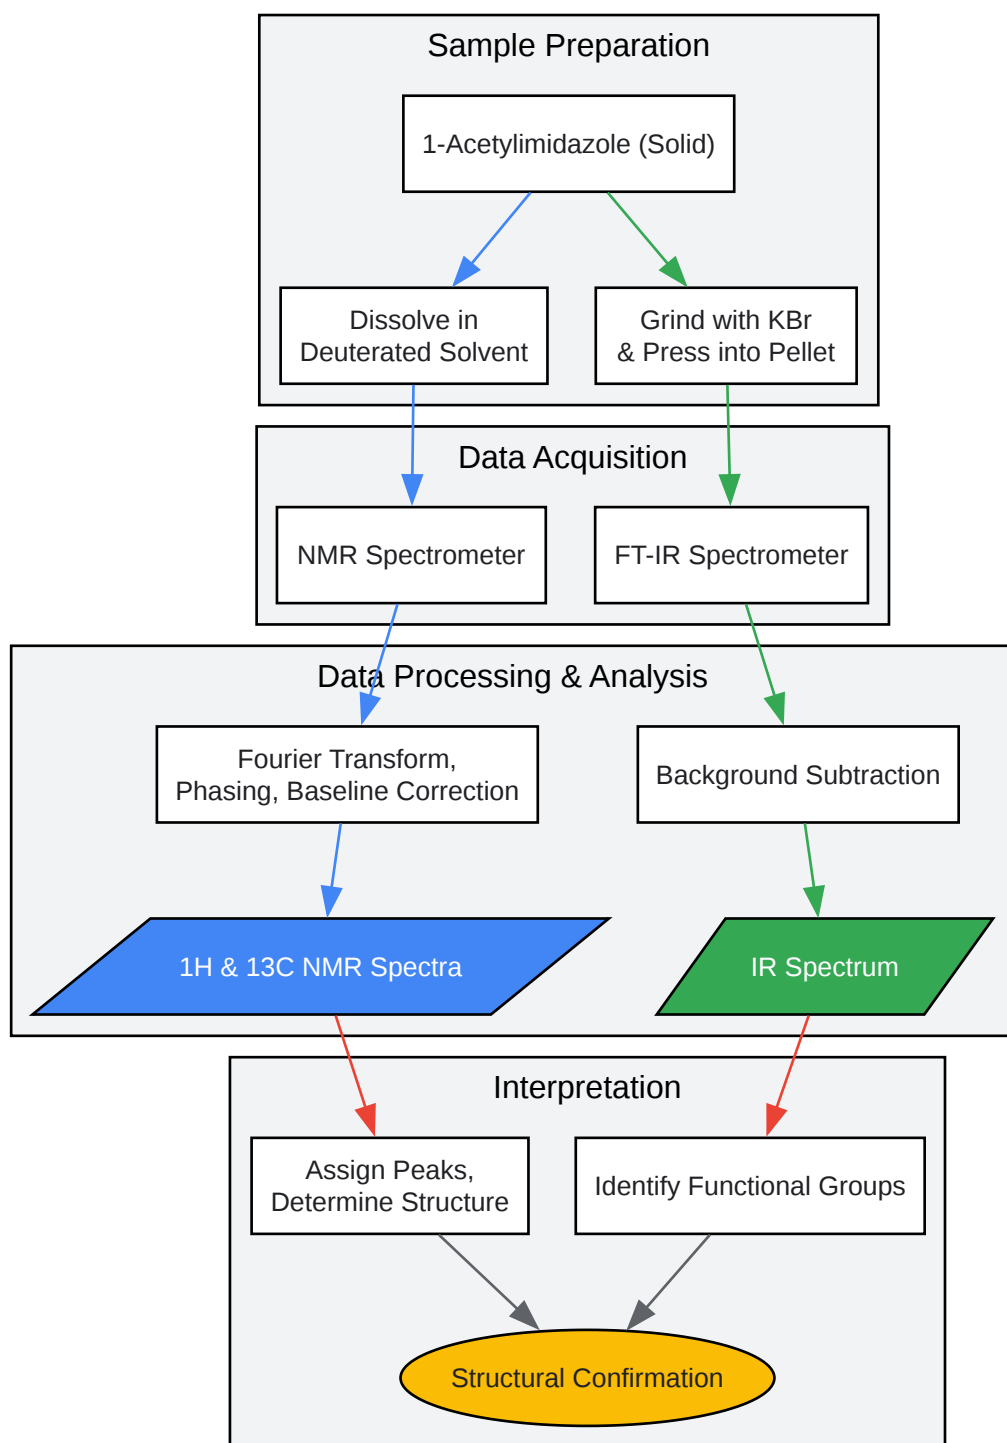 Sample Preparation
1-Acetylimidazole (Solid)
Dissolve in
Deuterated Solvent
Grind with KBr
& Press into Pellet
Data Acquisition
NMR Spectrometer
FT-IR Spectrometer
Data Processing & Analysis
Fourier Transform,
Phasing, Baseline Correction
Background Subtraction
1H & 13C NMR Spectra
IR Spectrum
Interpretation
Assign Peaks,
Determine Structure
Identify Functional Groups
Structural Confirmation